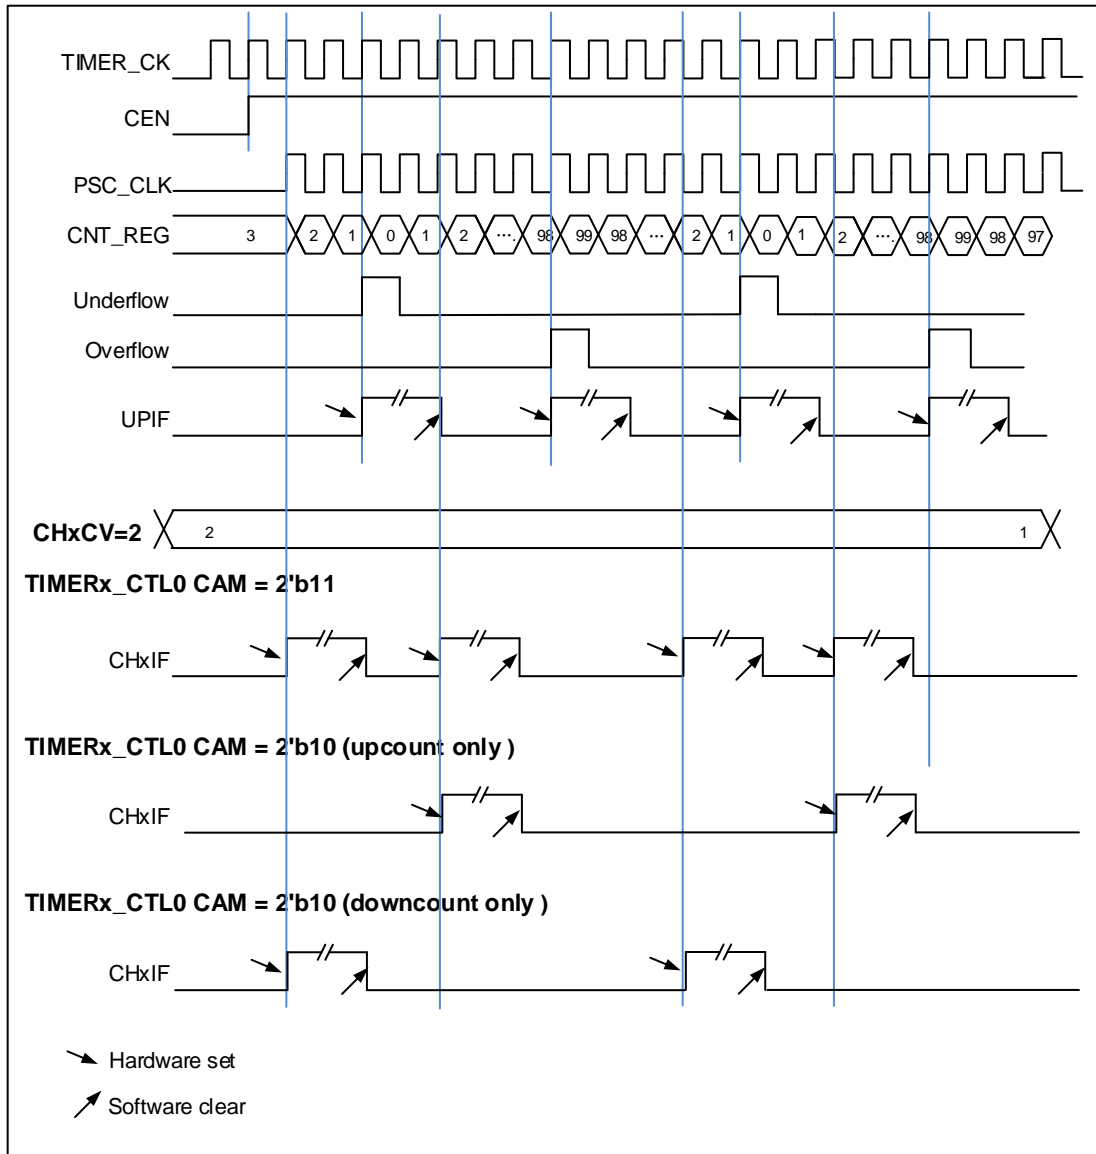 TIMER_CK
CEN
PSC_CLK
CNT_REG 3 2 1 0 1 2 .... 98 99 98 ... 2 1 0 1 2 .... 98 99 98 97
Underflow
Overflow
UPIF
CHxCV=2 2 1
TIMERx_CTL0 CAM = 2'b11
CHxIF
TIMERx_CTL0 CAM = 2'b10 (upcount only )
CHxIF
TIMERx_CTL0 CAM = 2'b10 (downcount only )
CHxIF
Hardware set
Software clear